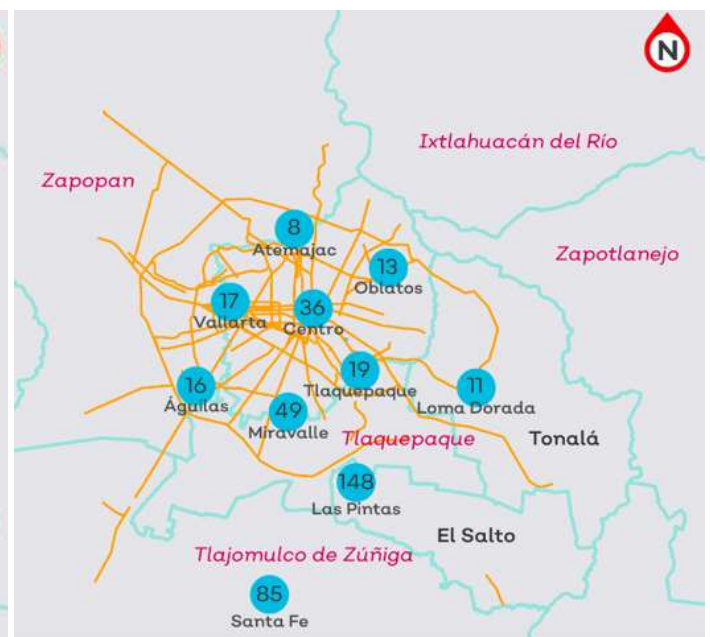 N
Ixtlahuacán del Río
Zapopan
8
Atemajac
Zapotlanejo
13
Oblatos
17
Vallarta
36
Centro
19
Tlaquepaque
16
Águilas
11
Loma Dorada
49
Miravalle
Tlaquepaque
Tonalá
148
Las Pintas
El Salto
Tlajomulco de Zúñiga
85
Santa Fe